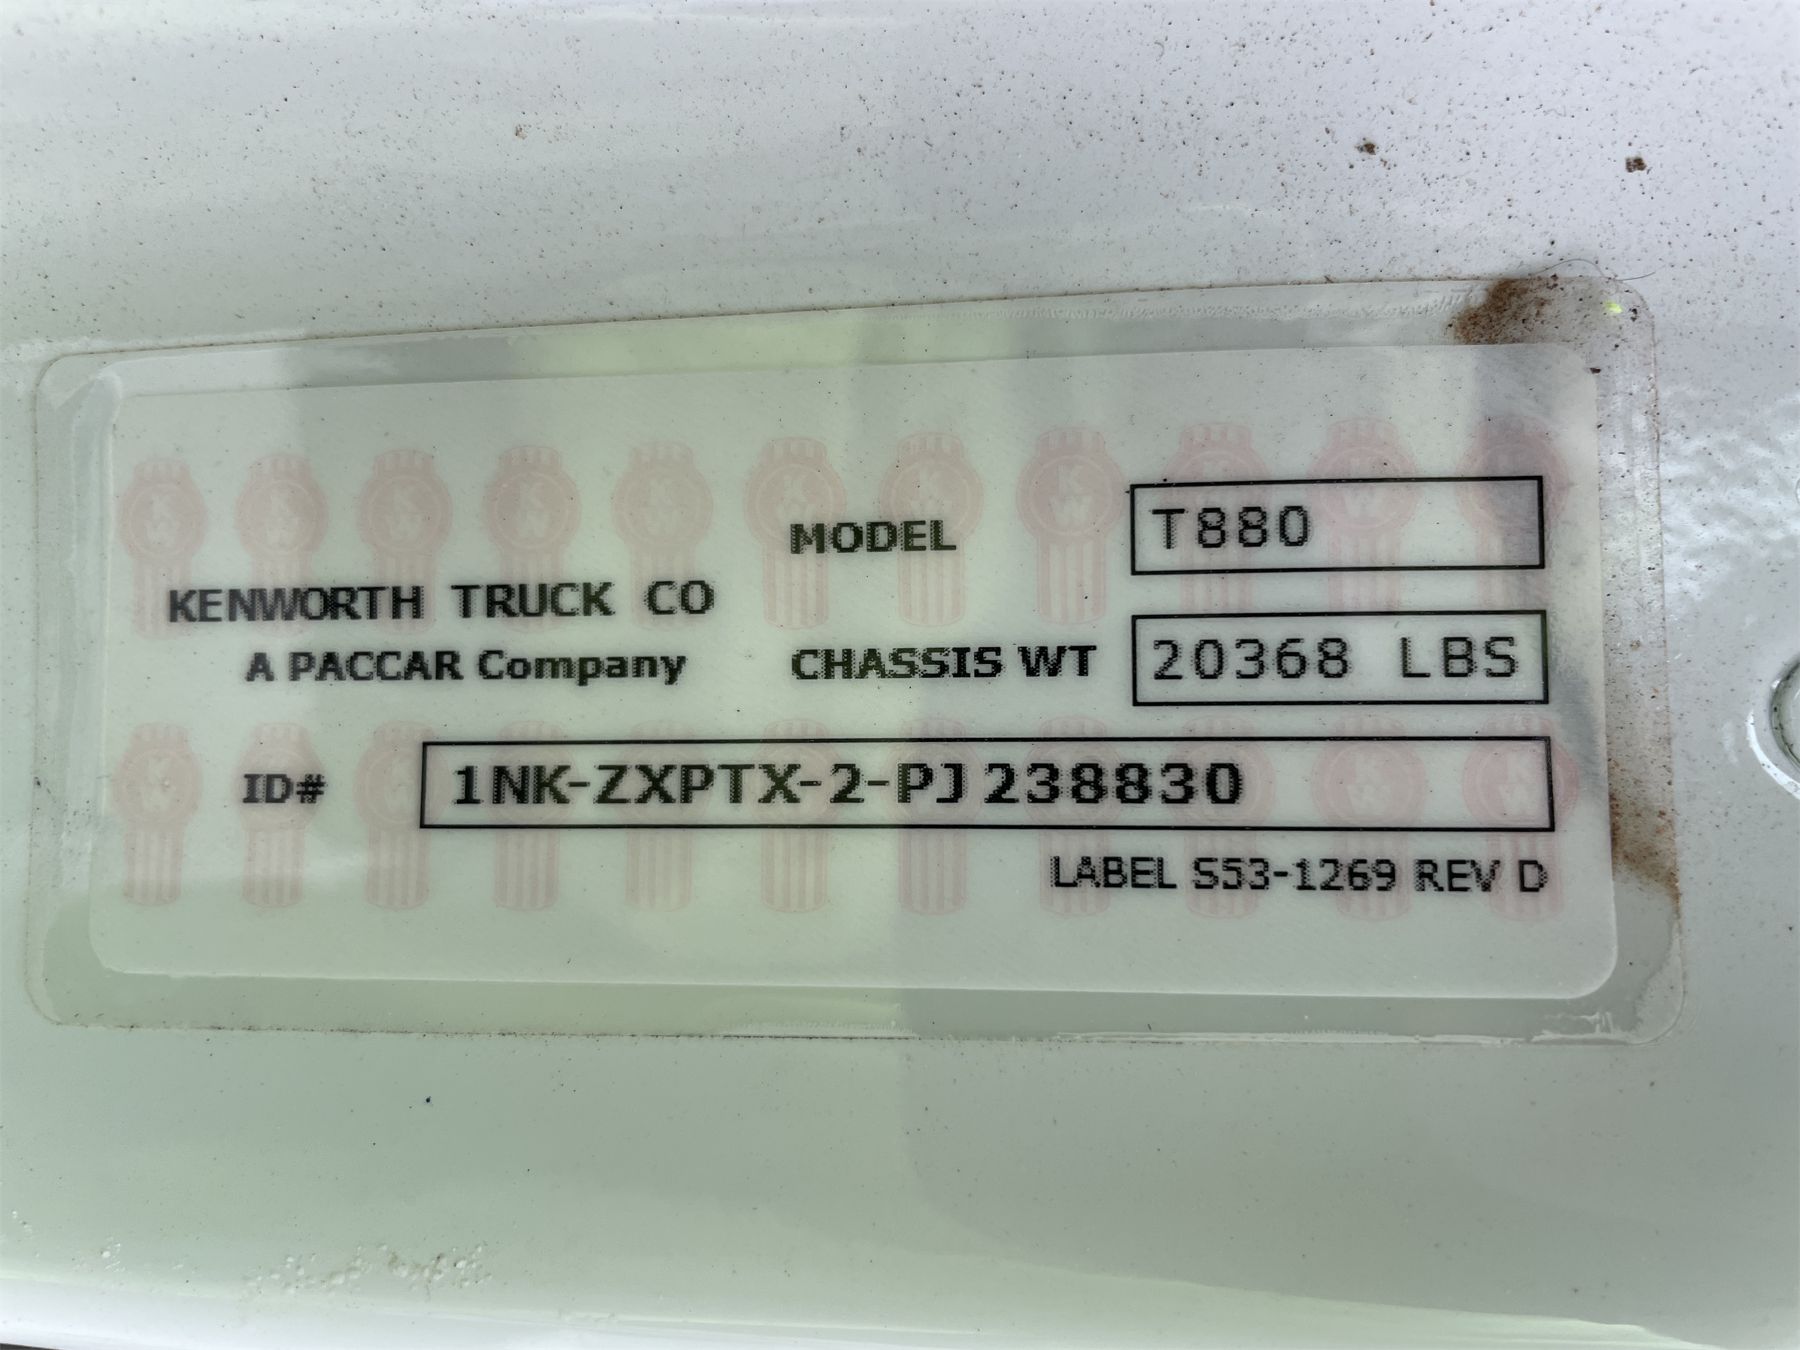 MODEL T880
KENWORTH TRUCK CO
A PACCAR Company
CHASSIS WT 20368 LBS
ID# 1NK-ZXPTX-2-PJ238830
LABEL S53-1269 REV D